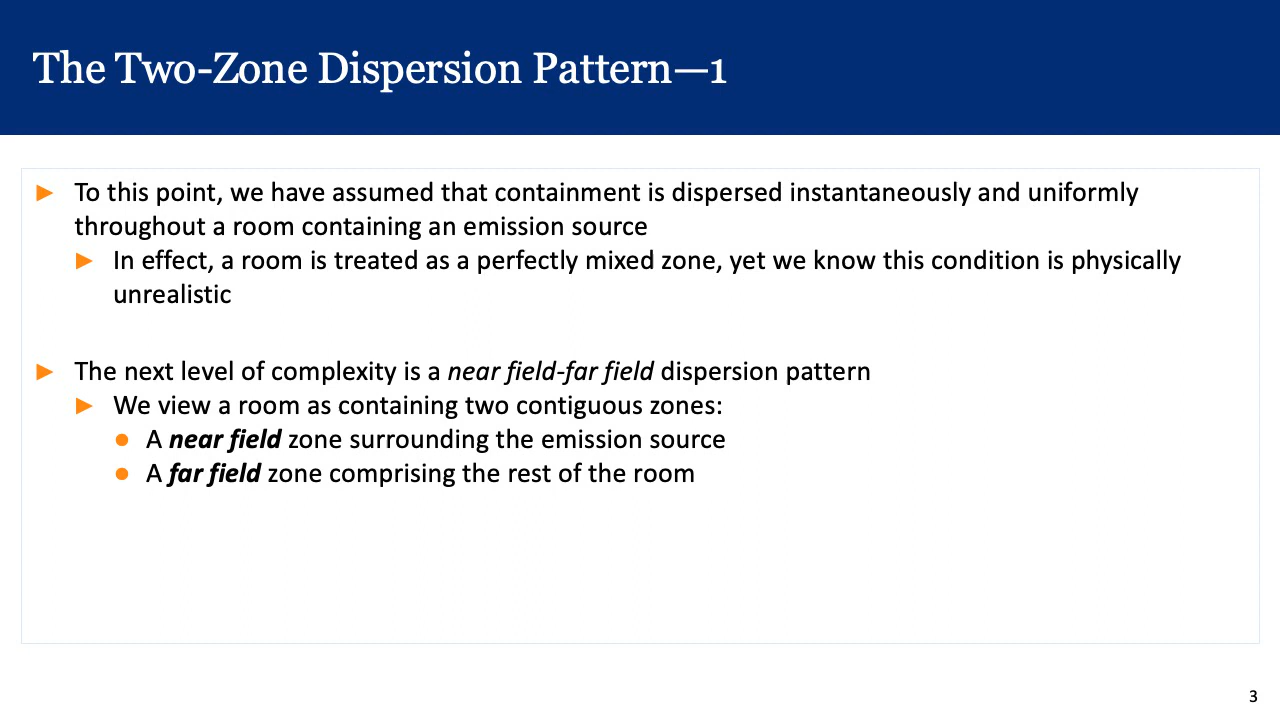 The Two-Zone Dispersion Pattern—1
► To this point, we have assumed that containment is dispersed instantaneously and uniformly
throughout a room containing an emission source
► In effect, a room is treated as a perfectly mixed zone, yet we know this condition is physically
unrealistic
► The next level of complexity is a near field-far field dispersion pattern
► We view a room as containing two contiguous zones:
● A near field zone surrounding the emission source
● A far field zone comprising the rest of the room
3